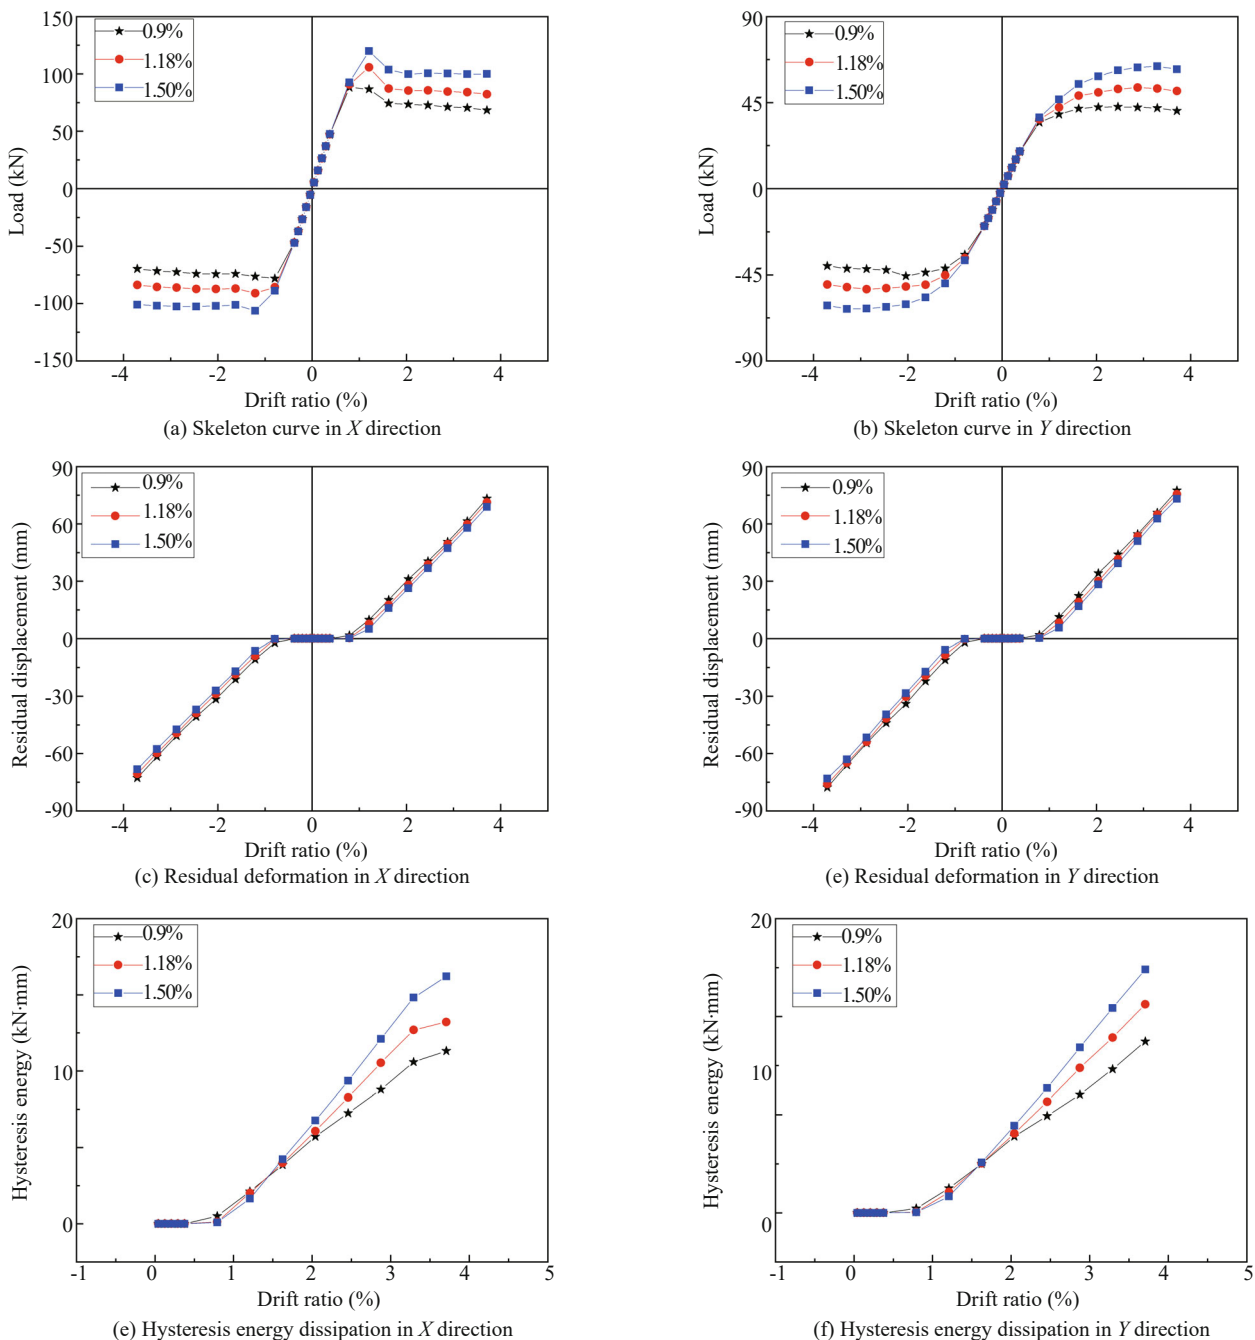 150
100
50
0
-50
-100
-150
Load (kN)
0.9%
1.18%
1.50%
-4 -2 0 2 4
Drift ratio (%)
(a) Skeleton curve in X direction
90
45
0
-45
-90
Load (kN)
0.9%
1.18%
1.50%
-4 -2 0 2 4
Drift ratio (%)
(b) Skeleton curve in Y direction
90
60
30
0
-30
-60
-90
Residual displacement (mm)
0.9%
1.18%
1.50%
-4 -2 0 2 4
Drift ratio (%)
(c) Residual deformation in X direction
90
60
30
0
-30
-60
-90
Residual displacement (mm)
0.9%
1.18%
1.50%
-4 -2 0 2 4
Drift ratio (%)
(e) Residual deformation in Y direction
20
10
0
Hysteresis energy (kN·mm)
0.9%
1.18%
1.50%
-1 0 1 2 3 4 5
Drift ratio (%)
(e) Hysteresis energy dissipation in X direction
20
10
0
Hysteresis energy (kN·mm)
0.9%
1.18%
1.50%
-1 0 1 2 3 4 5
Drift ratio (%)
(f) Hysteresis energy dissipation in Y direction